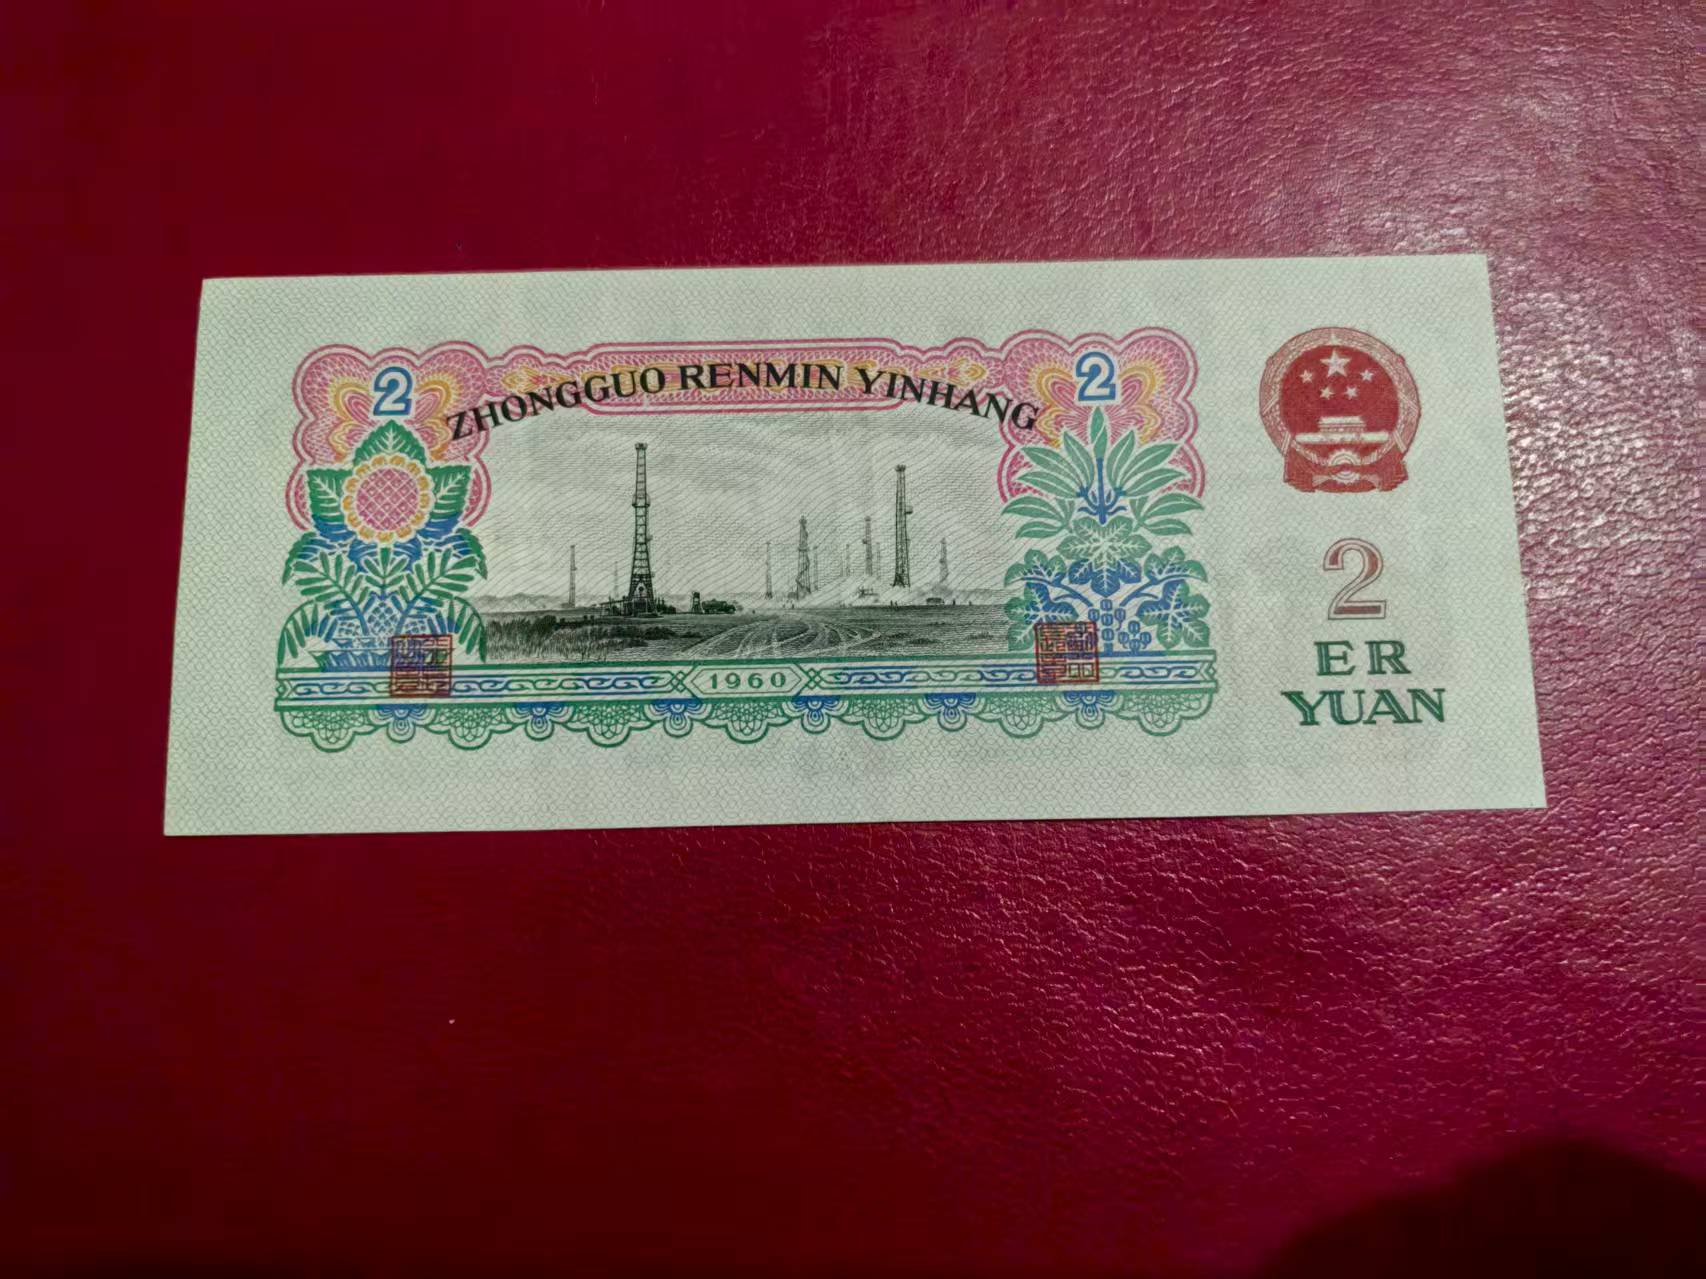 2
2
ZHONGGUO RENMIN YINHANG
1960
2
ER
YUAN